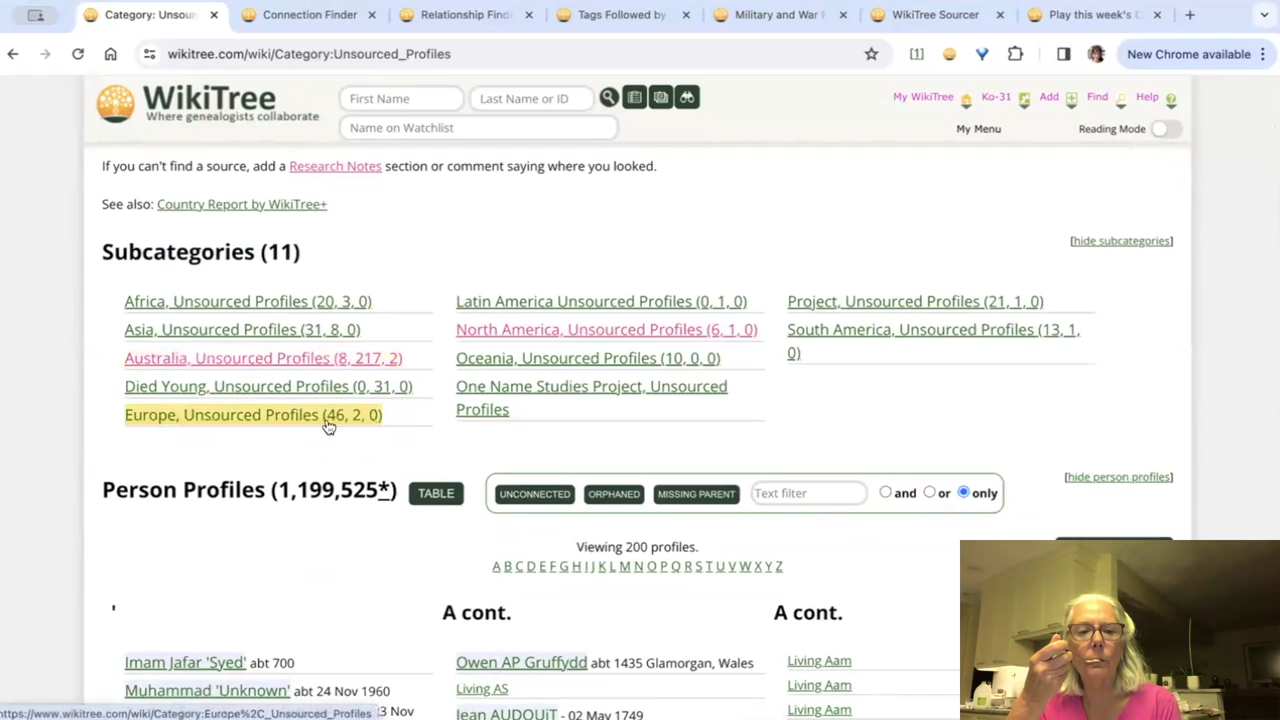 Category: Unsour
Connection Finder
Relationship Finde
Tags Followed by
Military and War
WikiTree Sourcer
Play this week's
wikitree.com/wiki/Category:Unsourced_Profiles
[1]
New Chrome available
WikiTree
Where genealogists collaborate
First Name
Last Name or ID
Name on Watchlist
My WikiTree
Ko-31
Add
Find
Help
My Menu
Reading Mode
If you can't find a source, add a Research Notes section or comment saying where you looked.
See also: Country Report by WikiTree+
Subcategories (11)
[hide subcategories]
Africa, Unsourced Profiles (20, 3, 0)
Asia, Unsourced Profiles (31, 8, 0)
Australia, Unsourced Profiles (8, 217, 2)
Died Young, Unsourced Profiles (0, 31, 0)
Europe, Unsourced Profiles (46, 2, 0)
Latin America Unsourced Profiles (0, 1, 0)
North America, Unsourced Profiles (6, 1, 0)
Oceania, Unsourced Profiles (10, 0, 0)
One Name Studies Project, Unsourced
Profiles
Project, Unsourced Profiles (21, 1, 0)
South America, Unsourced Profiles (13, 1,
0)
Person Profiles (1,199,525*)
TABLE
UNCONNECTED
ORPHANED
MISSING PARENT
Text filter
and
or
only
[hide person profiles]
Viewing 200 profiles.
A B C D E F G H I J K L M N O P Q R S T U V W X Y Z
'
Imam Jafar 'Syed' abt 700
Muhammad 'Unknown' abt 24 Nov 1960
3 Nov
A cont.
Owen AP Gruffydd abt 1435 Glamorgan, Wales
Living AS
Jean AUDOUiT - 02 May 1749
A cont.
Living Aam
Living Aam
Living Aam
https://www.wikitree.com/wiki/Category:Europe%2C_Unsourced_Profiles